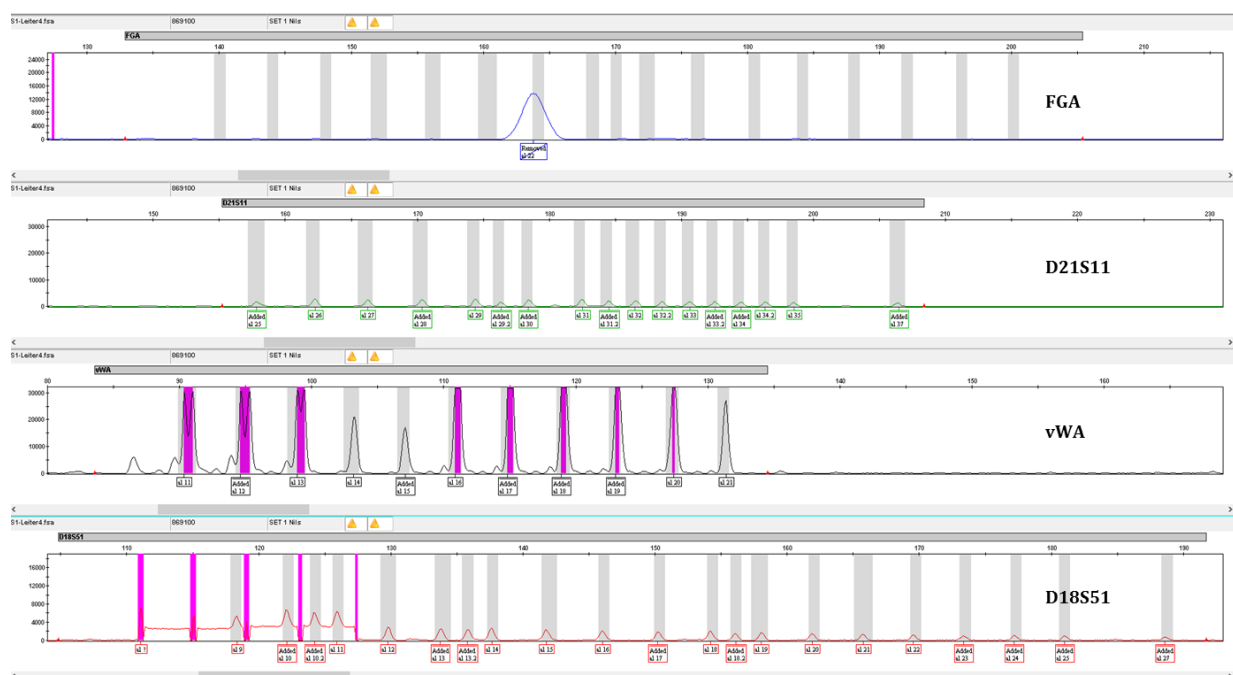 S1-Leiter4.fsa 869100 SET 1 Nils
FGA
130 140 150 160 170 180 190 200 210
24000
20000
16000
12000
8000
4000
0
FGA
Removed
al 22
S1-Leiter4.fsa 869100 SET 1 Nils
D21S11
150 160 170 180 190 200 210 220 230
30000
20000
10000
0
D21S11
Added al 25
al 26
al 27
Added al 28
al 29
Added al 29.2
Added al 30
al 31
Added al 31.2
al 32
al 32.2
al 33
Added al 33.2
Added al 34
al 34.2
al 35
Added al 37
S1-Leiter4.fsa 869100 SET 1 Nils
vWA
80 90 100 110 120 130 140 150 160
30000
20000
10000
0
vWA
al 11
Added al 12
al 13
al 14
Added al 15
al 16
Added al 17
Added al 18
Added al 19
al 20
al 21
S1-Leiter4.fsa 869100 SET 1 Nils
D18S51
110 120 130 140 150 160 170 180 190
16000
12000
8000
4000
0
D18S51
al 9
Added al 10
Added al 10.2
al 11
al 12
Added al 13
Added al 13.2
al 14
al 15
al 16
Added al 17
al 18
Added al 18.2
al 19
al 20
al 21
al 22
Added al 23
Added al 24
Added al 25
Added al 27